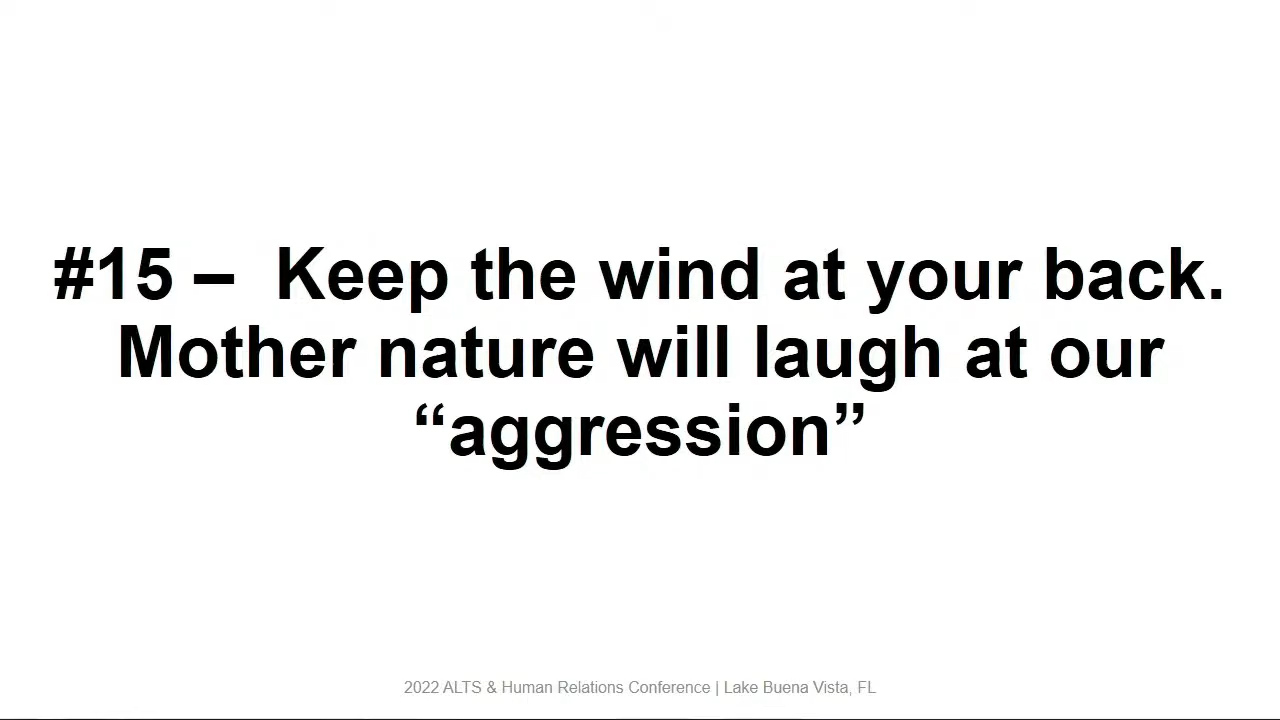 #15 –  Keep the wind at your back.
Mother nature will laugh at our
“aggression”
2022 ALTS & Human Relations Conference | Lake Buena Vista, FL